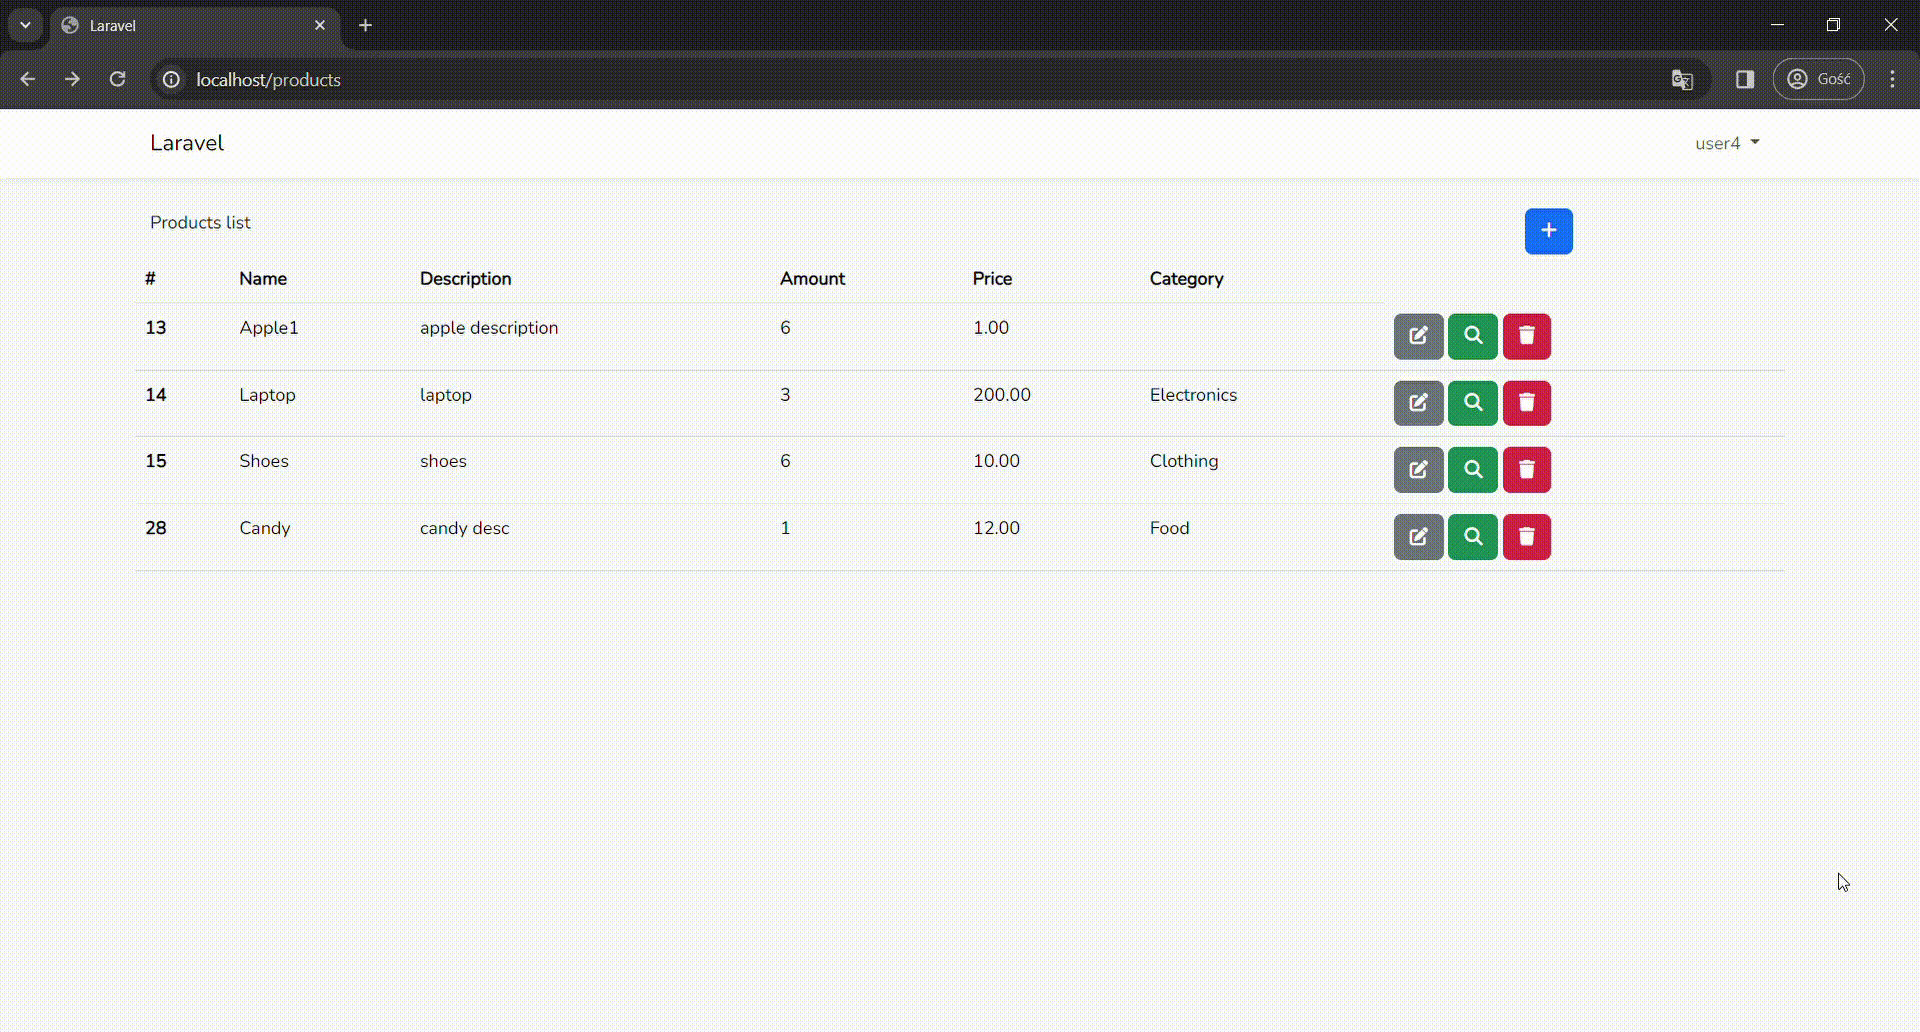 Laravel
localhost/products
Gość
Laravel
user4
Products list
# Name Description Amount Price Category
13 Apple1 apple description 6 1.00
14 Laptop laptop 3 200.00 Electronics
15 Shoes shoes 6 10.00 Clothing
28 Candy candy desc 1 12.00 Food